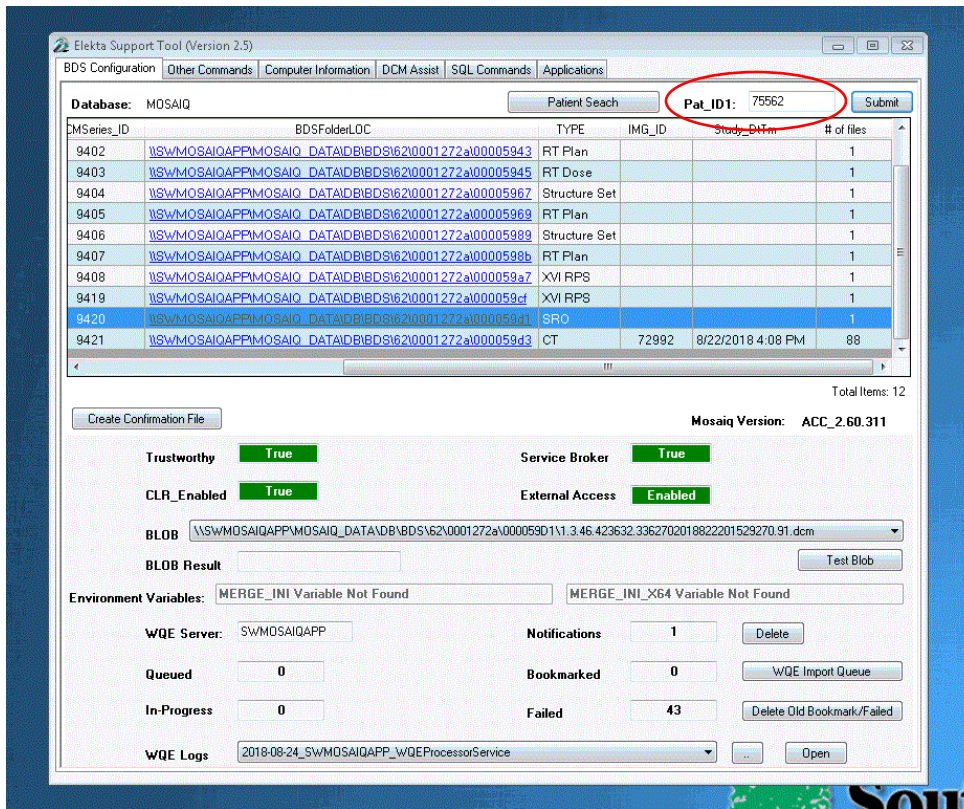 Elekta Support Tool (Version 2.5)
BDS Configuration Other Commands Computer Information DCM Assist SQL Commands Applications
Database: MOSAIQ Patient Seach Pat_ID1: 75562 Submit
CMSeries_ID BDSFolderLOC TYPE IMG_ID Study_DtTm # of files
9402 \\SWMOSAIQAPP\MOSAIQ_DATA\DB\BDS\62\0001272a\00005943 RT Plan 1
9403 \\SWMOSAIQAPP\MOSAIQ_DATA\DB\BDS\62\0001272a\00005945 RT Dose 1
9404 \\SWMOSAIQAPP\MOSAIQ_DATA\DB\BDS\62\0001272a\00005967 Structure Set 1
9405 \\SWMOSAIQAPP\MOSAIQ_DATA\DB\BDS\62\0001272a\00005969 RT Plan 1
9406 \\SWMOSAIQAPP\MOSAIQ_DATA\DB\BDS\62\0001272a\00005989 Structure Set 1
9407 \\SWMOSAIQAPP\MOSAIQ_DATA\DB\BDS\62\0001272a\0000598b RT Plan 1
9408 \\SWMOSAIQAPP\MOSAIQ_DATA\DB\BDS\62\0001272a\000059a7 XVI RPS 1
9419 \\SWMOSAIQAPP\MOSAIQ_DATA\DB\BDS\62\0001272a\000059cf XVI RPS 1
9420 \\SWMOSAIQAPP\MOSAIQ_DATA\DB\BDS\62\0001272a\000059d1 SRO 1
9421 \\SWMOSAIQAPP\MOSAIQ_DATA\DB\BDS\62\0001272a\000059d3 CT 72992 8/22/2018 4:08 PM 88
Total Items: 12
Create Confirmation File Mosaiq Version: ACC_2.60.311
Trustworthy True Service Broker True
CLR_Enabled True External Access Enabled
BLOB \\SWMOSAIQAPP\MOSAIQ_DATA\DB\BDS\62\0001272a\000059D1\1.3.46.423632.3362702018822201529270.91.dcm
BLOB Result Test Blob
Environment Variables: MERGE_INI Variable Not Found MERGE_INI_X64 Variable Not Found
WQE Server: SWMOSAIQAPP Notifications 1 Delete
Queued 0 Bookmarked 0 WQE Import Queue
In-Progress 0 Failed 43 Delete Old Bookmark/Failed
WQE Logs 2018-08-24_SWMOSAIQAPP_WQEProcessorService .. Open